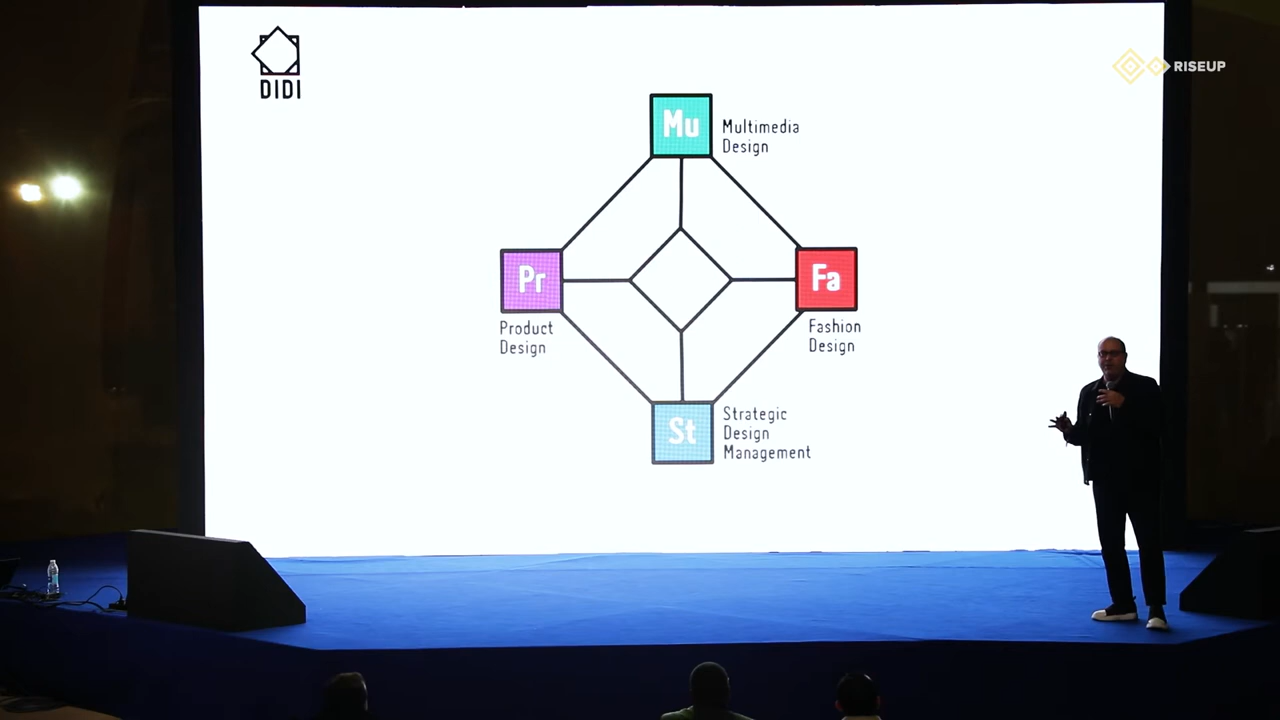 DIDI
RISEUP
Mu
Multimedia
Design
Pr
Product
Design
Fa
Fashion
Design
St
Strategic
Design
Management